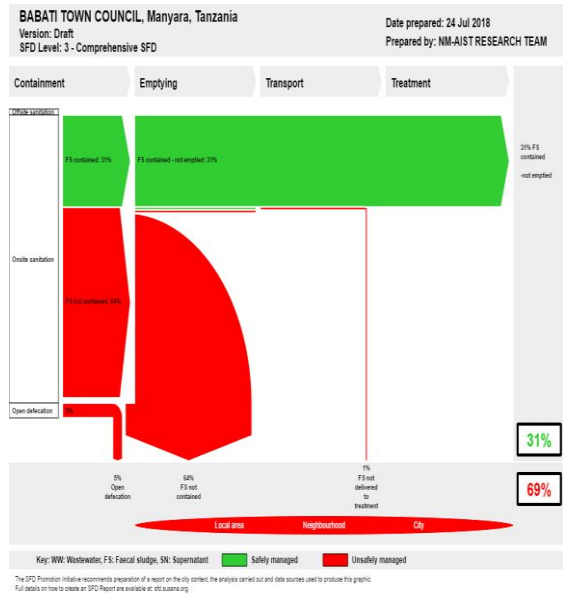 BABATI TOWN COUNCIL, Manyara, Tanzania
Version: Draft
SFD Level: 3 - Comprehensive SFD
Date prepared: 24 Jul 2018
Prepared by: NM-AIST RESEARCH TEAM
Containment
Emptying
Transport
Treatment
Offsite sanitation
FS contained: 31%
FS contained - not emptied: 31%
31% FS
contained
-not emptied
Onsite sanitation
FS not contained: 64%
Open defecation
5%
31%
5%
Open
defecation
64%
FS not
contained
1%
FS not
delivered
to
treatment
69%
Local area
Neighbourhood
City
Key: WW: Wastewater, FS: Faecal sludge, SN: Supernatant
Safely managed
Unsafely managed
The SFD Promotion Initiative recommends preparation of a report on the city context, the analysis carried out and data sources used to produce this graphic.
Full details on how to create an SFD Report are available at: sfd.susana.org